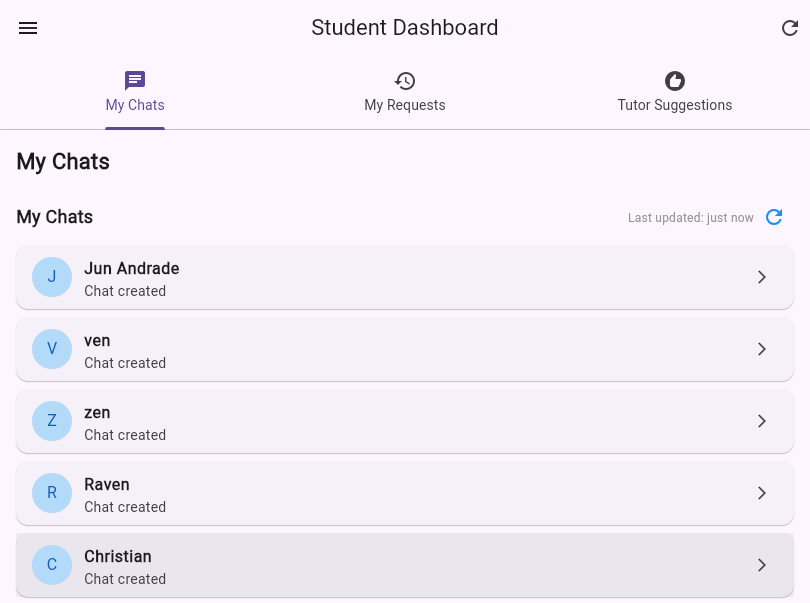 Student Dashboard
My Chats
My Requests
Tutor Suggestions
My Chats
My Chats
Last updated: just now
J
Jun Andrade
Chat created
V
ven
Chat created
Z
zen
Chat created
R
Raven
Chat created
C
Christian
Chat created